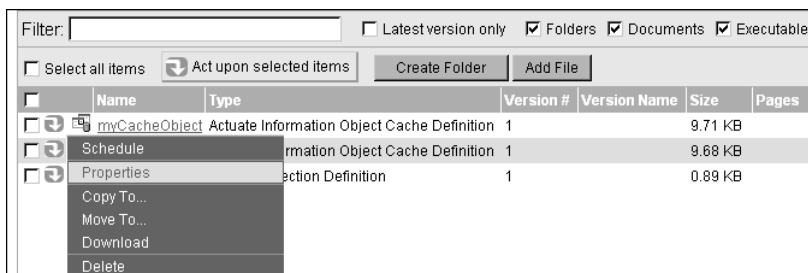 Filter:
Latest version only Folders Documents Executable
Select all items Act upon selected items Create Folder Add File
Name Type Version # Version Name Size Pages
myCacheObject Actuate Information Object Cache Definition 1 9.71 KB
Schedule rmation Object Cache Definition 1 9.68 KB
Properties ection Definition 1 0.89 KB
Copy To...
Move To...
Download
Delete